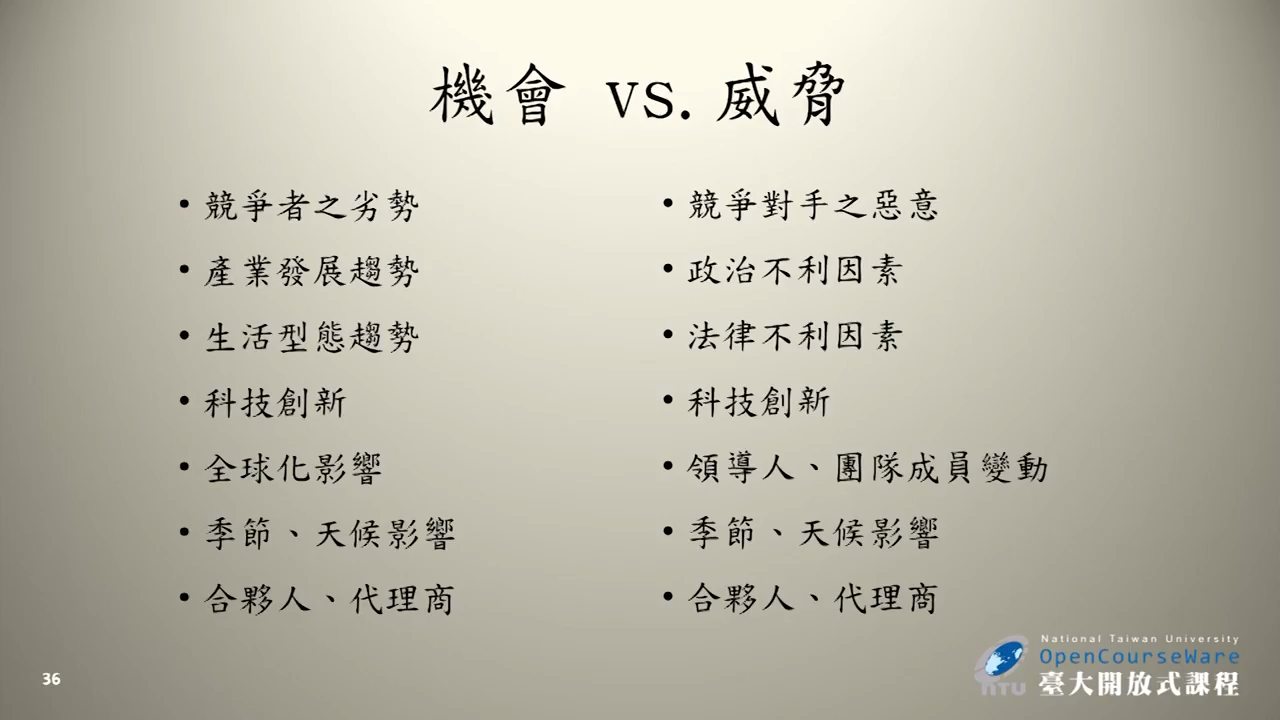 機會 vs. 威脅
• 競爭者之劣勢
• 產業發展趨勢
• 生活型態趨勢
• 科技創新
• 全球化影響
• 季節、天候影響
• 合夥人、代理商
• 競爭對手之惡意
• 政治不利因素
• 法律不利因素
• 科技創新
• 領導人、團隊成員變動
• 季節、天候影響
• 合夥人、代理商
36
NTU
National Taiwan University
OpenCourseWare
臺大開放式課程